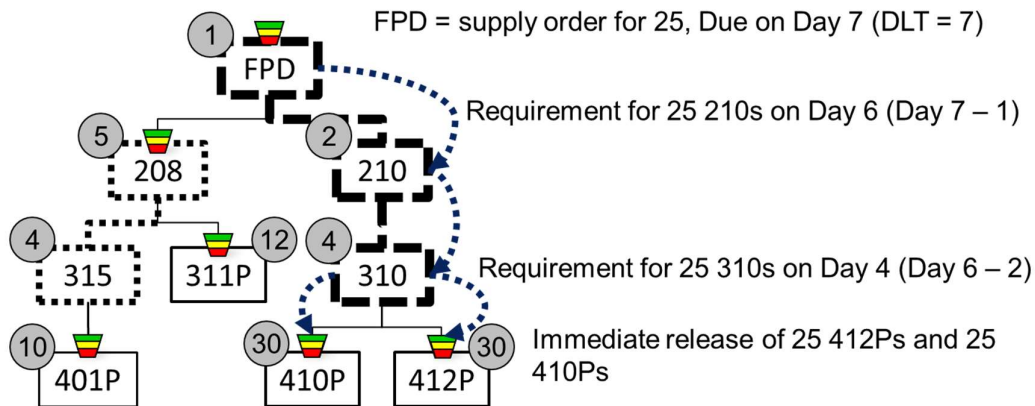 FPD = supply order for 25, Due on Day 7 (DLT = 7)
1
FPD
Requirement for 25 210s on Day 6 (Day 7 – 1)
5
2
208
210
4
12
4
315
311P
310
Requirement for 25 310s on Day 4 (Day 6 – 2)
10
30
30
Immediate release of 25 412Ps and 25
410Ps
401P
410P
412P